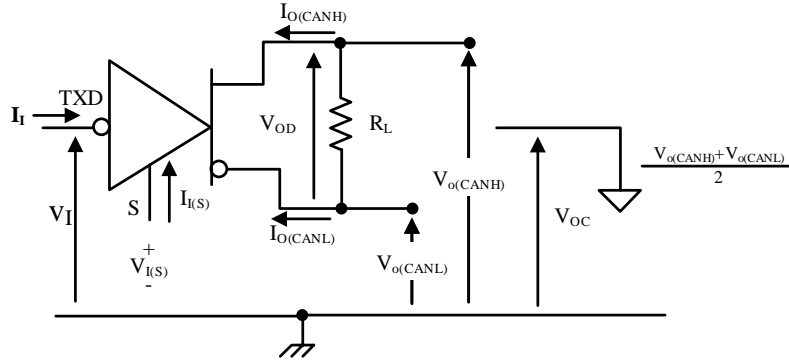 I_O(CANH)
TXD
I_I
V_OD
R_L
V_o(CANH)+V_o(CANL)
2
V_o(CANH)
S
I_I(S)
V_I
V_OC
I_O(CANL)
+
V_I(S)
-
V_o(CANL)